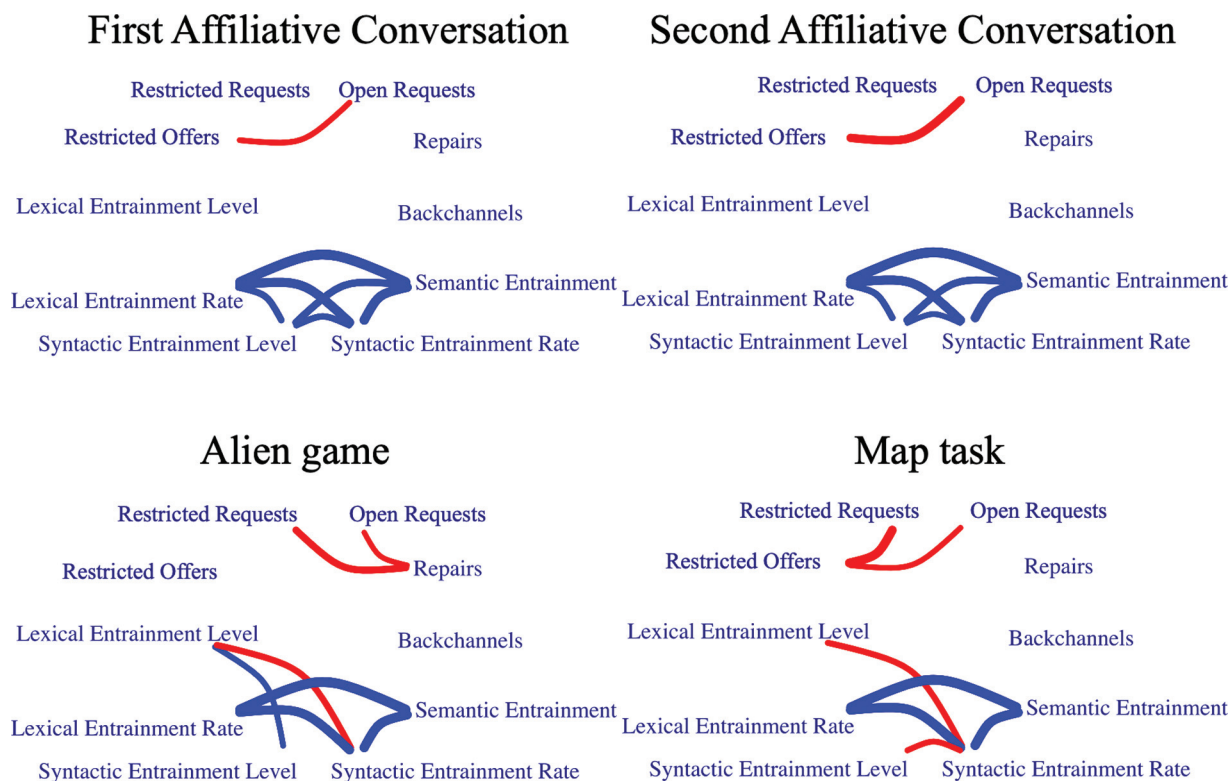 First Affiliative Conversation
Restricted Requests
Open Requests
Restricted Offers
Repairs
Lexical Entrainment Level
Backchannels
Semantic Entrainment
Lexical Entrainment Rate
Syntactic Entrainment Level
Syntactic Entrainment Rate
Second Affiliative Conversation
Restricted Requests
Open Requests
Restricted Offers
Repairs
Lexical Entrainment Level
Backchannels
Semantic Entrainment
Lexical Entrainment Rate
Syntactic Entrainment Level
Syntactic Entrainment Rate
Alien game
Restricted Requests
Open Requests
Restricted Offers
Repairs
Lexical Entrainment Level
Backchannels
Semantic Entrainment
Lexical Entrainment Rate
Syntactic Entrainment Level
Syntactic Entrainment Rate
Map task
Restricted Requests
Open Requests
Restricted Offers
Repairs
Lexical Entrainment Level
Backchannels
Semantic Entrainment
Lexical Entrainment Rate
Syntactic Entrainment Level
Syntactic Entrainment Rate